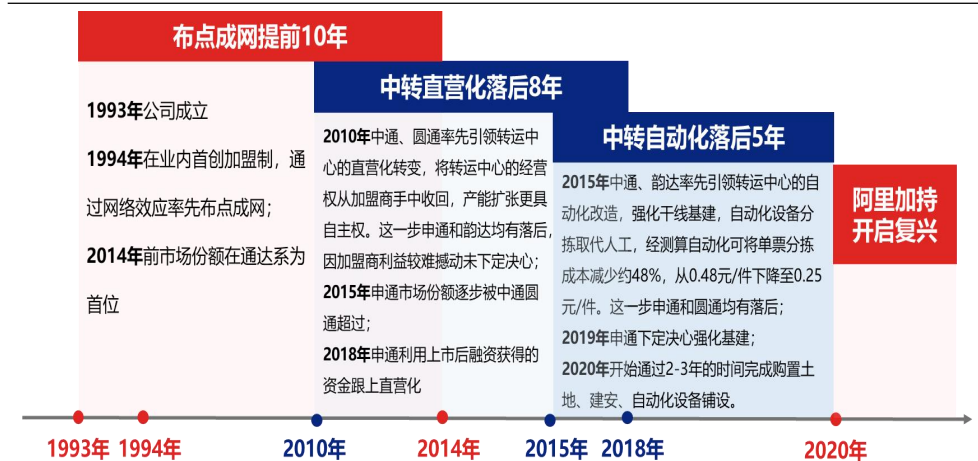 布点成网提前10年
1993年公司成立
1994年在业内首创加盟制，通
过网络效应率先布点成网；
2014年前市场份额在通达系为
首位
中转直营化落后8年
2010年中通、圆通率先引领转运中
心的直营化转变，将转运中心的经营
权从加盟商手中收回，产能扩张更具
自主权。这一步申通和韵达均有落后，
因加盟商利益较难撼动未下定决心；
2015年申通市场份额逐步被中通圆
通超过；
2018年申通利用上市后融资获得的
资金跟上直营化
中转自动化落后5年
2015年中通、韵达率先引领转运中心的自
动化改造，强化干线基建，自动化设备分
拣取代人工，经测算自动化可将单票分拣
成本减少约48%，从0.48元/件下降至0.25
元/件。这一步申通和圆通均有落后；
2019年申通下定决心强化基建；
2020年开始通过2-3年的时间完成购置土
地、建安、自动化设备铺设。
阿里加持
开启复兴
1993年
1994年
2010年
2014年
2015年
2018年
2020年